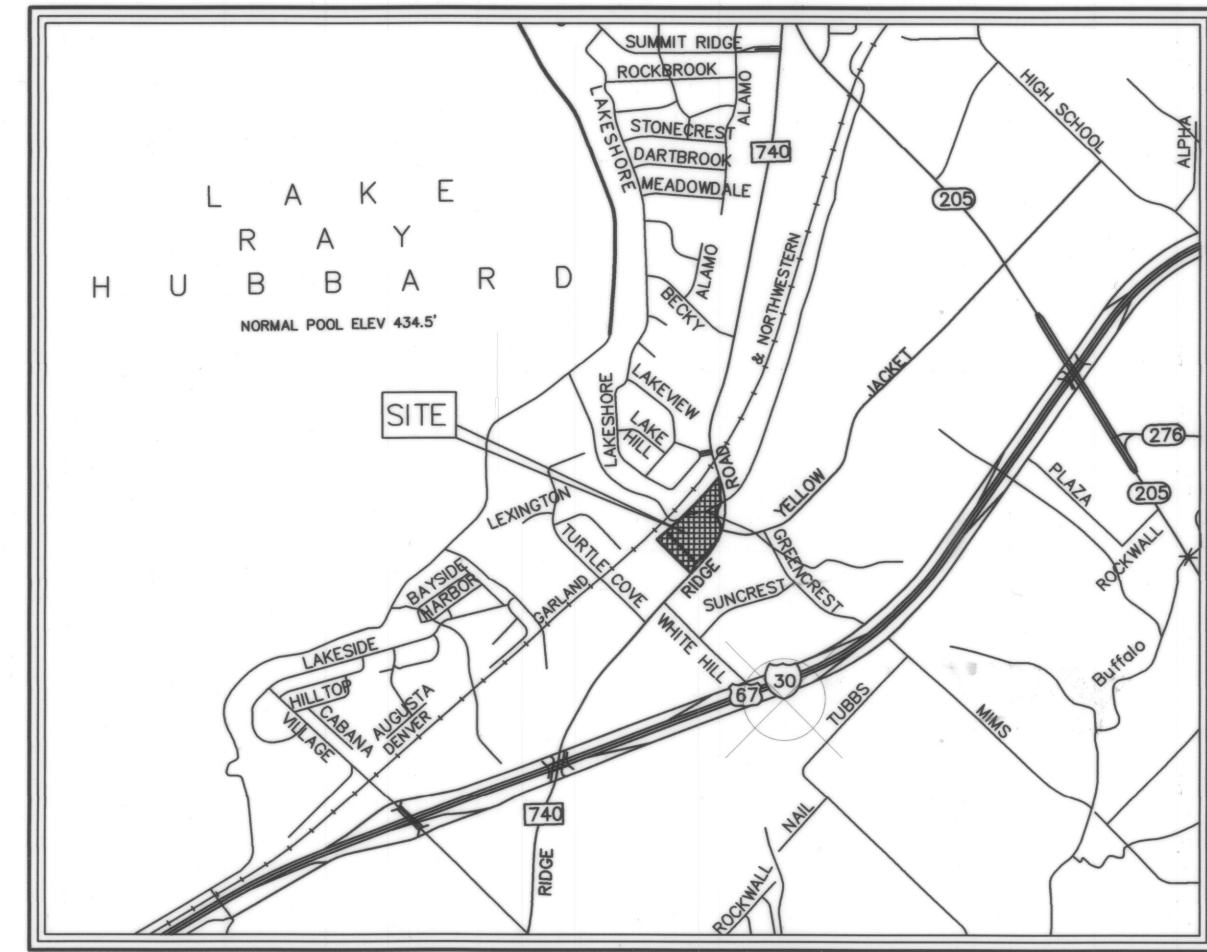 SUMMIT RIDGE
ROCKBROOK
LAKESHORE
ALAMO
STONECREST
DARTBROOK
MEADOWDALE
740
HIGH SCHOOL
ALPHA
205
L A K E
R A Y
H U B B A R D
NORMAL POOL ELEV 434.5'
ALAMO
BECKY
& NORTHWESTERN
JACKET
SITE
LAKESHORE
LAKEVIEW
LAKE
HILL
ROAD
YELLOW
276
205
PLAZA
ROCKWALL
LEXINGTON
TURTLE COVE
RIDGE
GREENCREST
SUNCREST
BAYSIDE
HARBOR
GARLAND
WHITE HILL
LAKESIDE
HILLTOP
CABANA
VILLAGE
AUGUSTA
DENVER
67
30
TUBBS
MIMS
Buffalo
740
RIDGE
NAIL
ROCKWALL